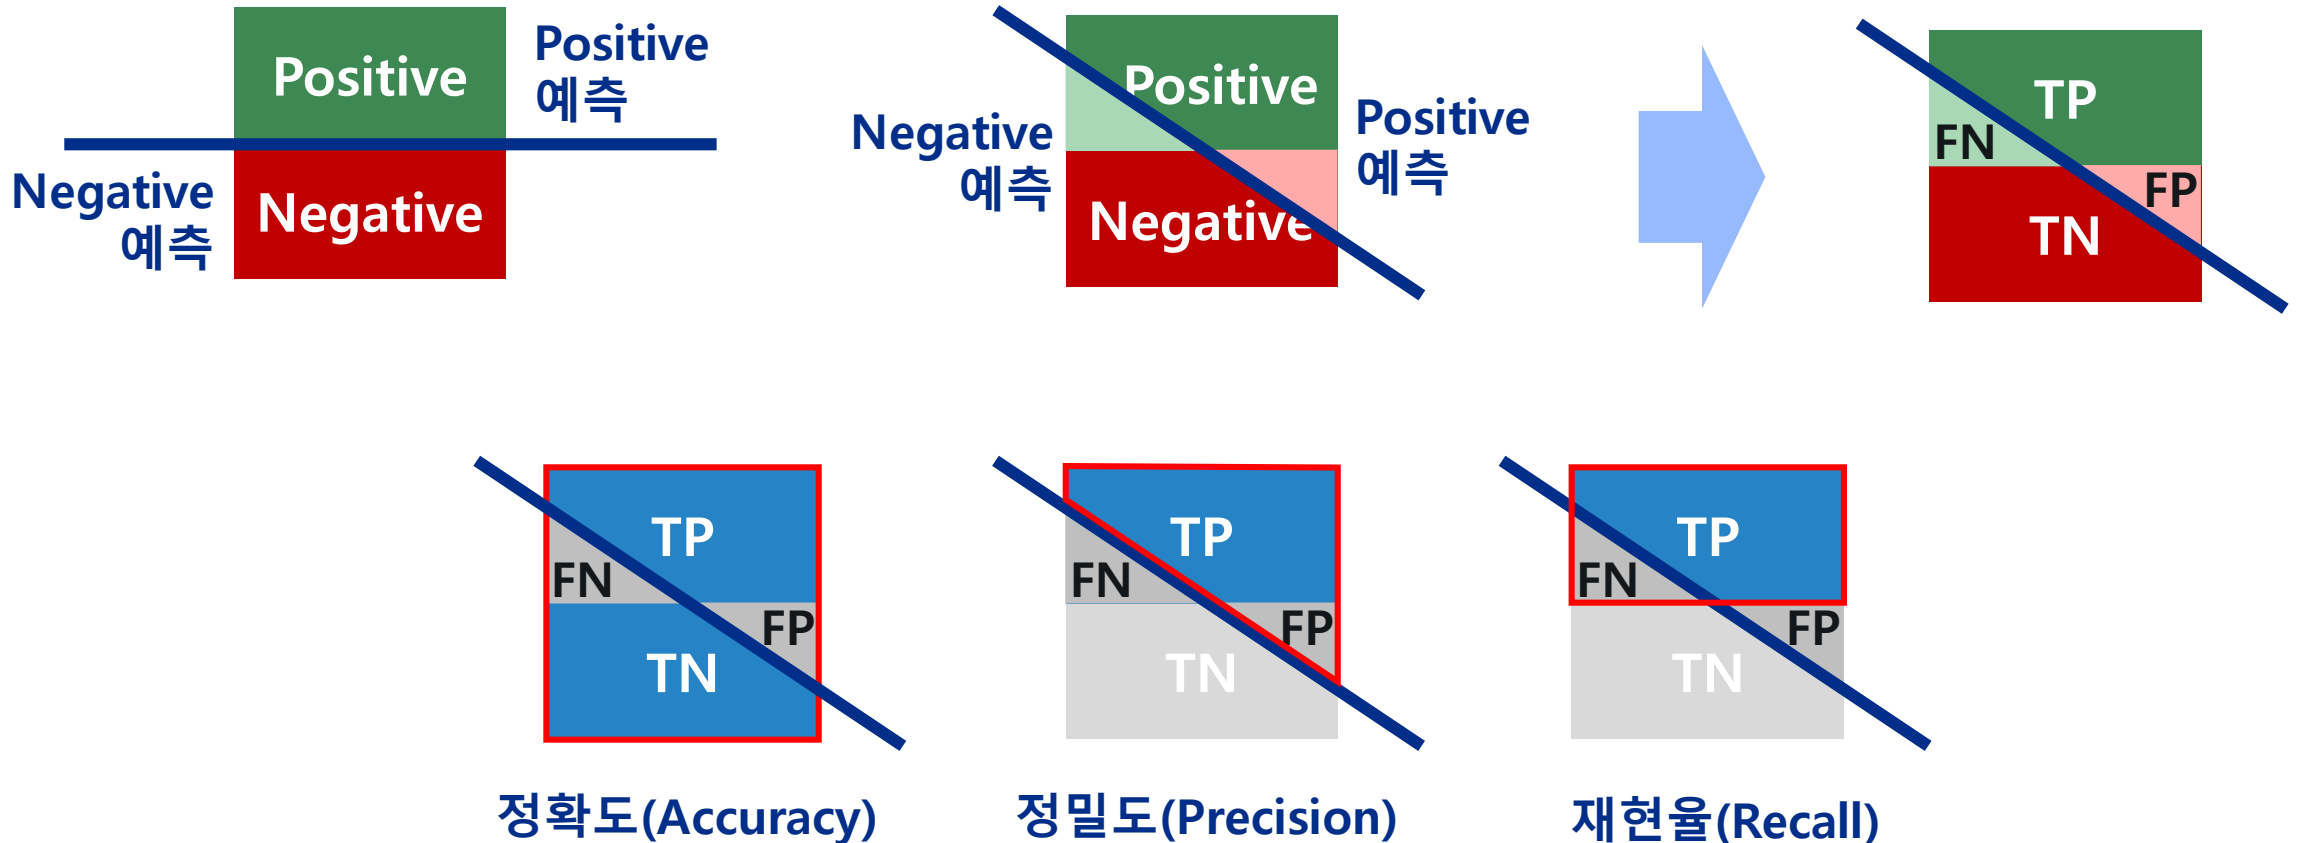 Positive
Negative
Positive
예측
Negative
예측
Positive
Negative
Negative
예측
Positive
예측
TP
FN
FP
TN
TP
FN
FP
TN
정확도(Accuracy)
TP
FN
FP
TN
정밀도(Precision)
TP
FN
FP
TN
재현율(Recall)